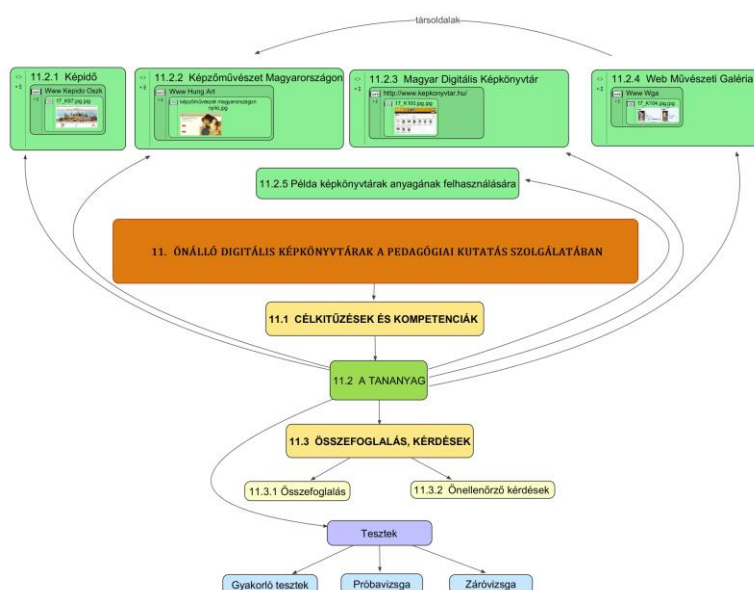 társoldalak
11.2.1 Képidő
Www Kepido Oszk
17_K97.jpg.jpg
11.2.2 Képzőművészet Magyarországon
Www Hung Art
képzőművészet magyarországon
nyitó.jpg
11.2.3 Magyar Digitális Képkönyvtár
http://www.kepkonyvtar.hu/
17_K103.jpg.jpg
11.2.4 Web Művészeti Galéria
Www Wga
17_K104.jpg.jpg
11.2.5 Példa képkönyvtárak anyagának felhasználására
11. ÖNÁLLÓ DIGITÁLIS KÉPKÖNYVTÁRAK A PEDAGÓGIAI KUTATÁS SZOLGÁLATÁBAN
11.1 CÉLKITŰZÉSEK ÉS KOMPETENCIÁK
11.2 A TANANYAG
11.3 ÖSSZEFOGLALÁS, KÉRDÉSEK
11.3.1 Összefoglalás
11.3.2 Önellenőrző kérdések
Tesztek
Gyakorló tesztek
Próbavizsga
Záróvizsga